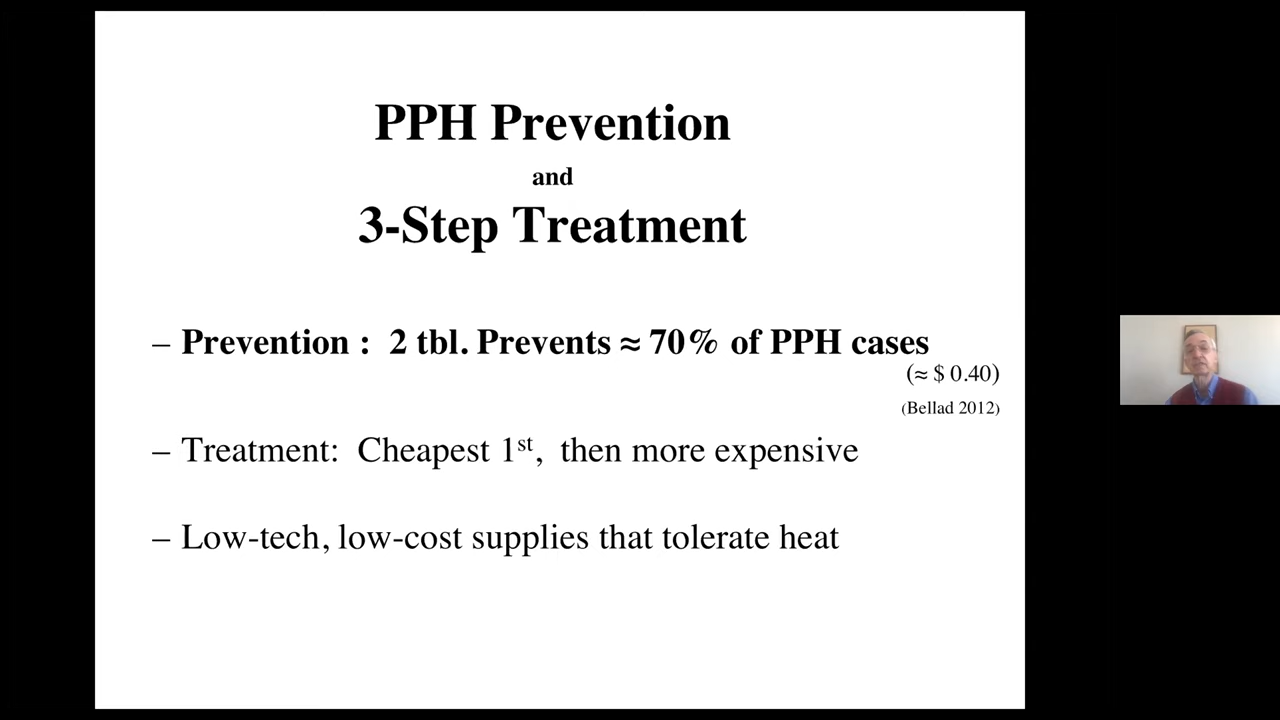 PPH Prevention
and
3-Step Treatment
– Prevention : 2 tbl. Prevents ≈ 70% of PPH cases
(≈ $ 0.40)
(Bellad 2012)
– Treatment: Cheapest 1st, then more expensive
– Low-tech, low-cost supplies that tolerate heat